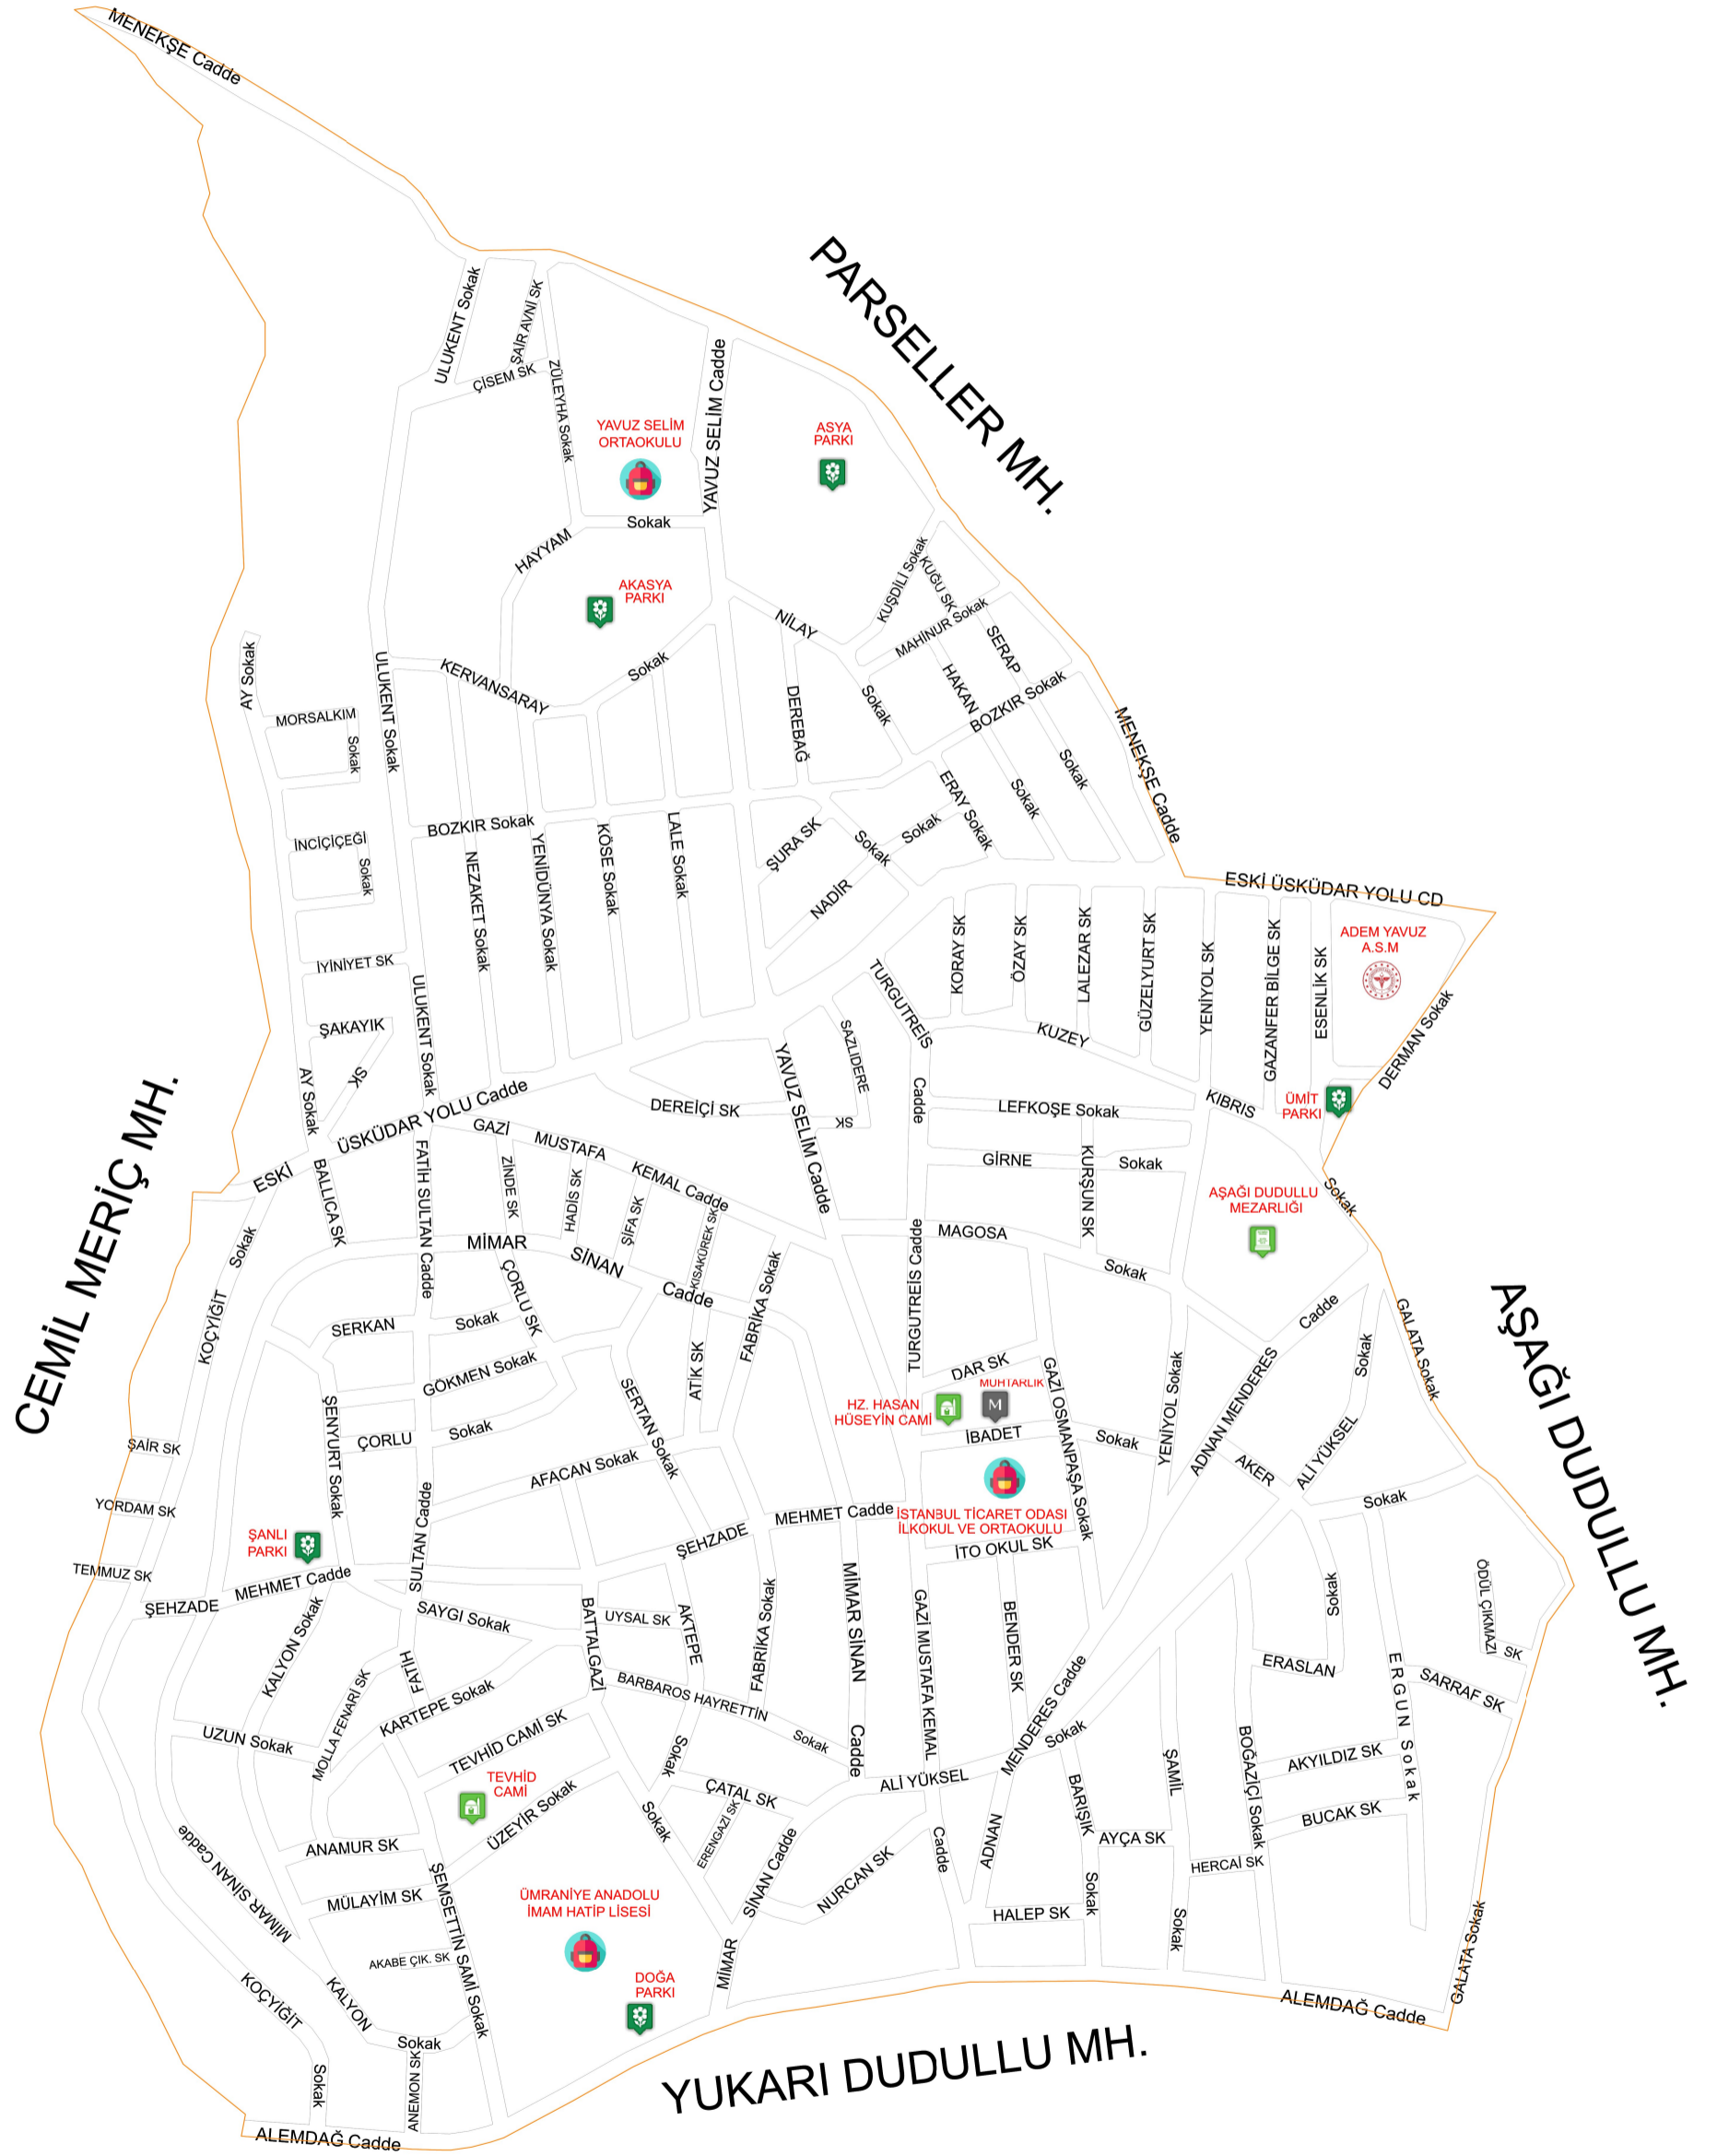 MENEKŞE Cadde
PARSELLER MH.
ULUKENT Sokak
ŞAİR AVNİ SK
ÇİSEM SK
ZÜLEYHA Sokak
YAVUZ SELİM Cadde
YAVUZ SELİM
ORTAOKULU
ASYA
PARKI
HAYYAM
Sokak
AKASYA
PARKI
KUŞDİLİ Sokak
KUĞU SK
MAHİNUR Sokak
NİLAY
Sokak
SERAP
Sokak
HAKAN
Sokak
BOZKIR Sokak
MENEKŞE Cadde
AY Sokak
MORSALKIM
Sokak
ULUKENT Sokak
KERVANSARAY
Sokak
DEREBAĞ
ERAY Sokak
İNCİÇİÇEĞİ
Sokak
BOZKIR Sokak
NEZAKET Sokak
YENİDÜNYA Sokak
KÖSE Sokak
LALE Sokak
ŞURA SK
Sokak
NADİR
Sokak
ESKİ ÜSKÜDAR YOLU CD
ADEM YAVUZ
A.S.M
İYİNİYET SK
ŞAKAYIK
SK
ULUKENT Sokak
AY Sokak
KORAY SK
ÖZAY SK
LALEZAR SK
GÜZELYURT SK
YENİYOL SK
GAZANFER BİLGE SK
ESENLİK SK
DERMAN Sokak
ÜMİT
PARKI
TURGUTREİS
Cadde
KUZEY
SAZLIDERE
SK
DEREİÇİ SK
YAVUZ SELİM Cadde
LEFKOŞE Sokak
KIBRIS
Sokak
GİRNE
Sokak
KURŞUN SK
AŞAĞI DUDULLU
MEZARLIĞI
CEMİL MERİÇ MH.
ESKİ
ÜSKÜDAR YOLU Cadde
BALLICA SK
KOÇYİĞİT
Sokak
GAZİ
MUSTAFA
KEMAL Cadde
FATİH SULTAN Cadde
ZİNDE SK
HADİS SK
ŞİFA SK
KISAKÜREK SK
MİMAR
SİNAN
Cadde
ÇORLU SK
FABRİKA Sokak
TURGUTREİS Cadde
MAGOSA
Sokak
AŞAĞI DUDULLU MH.
GALATA Sokak
SERKAN
Sokak
GÖKMEN Sokak
ÇORLU
Sokak
ŞENYURT Sokak
SERTAN Sokak
ATİK SK
DAR SK
MUHTARLIK
M
HZ. HASAN
HÜSEYİN CAMİ
İBADET
Sokak
GAZİ OSMANPAŞA Sokak
YENİYOL Sokak
ADNAN MENDERES
Cadde
ALİ YÜKSEL
Sokak
AKER
Sokak
ŞAİR SK
YORDAM SK
TEMMUZ SK
ŞANLI
PARKI
ŞEHZADE
MEHMET Cadde
AFACAN Sokak
SULTAN Cadde
ŞEHZADE
MEHMET Cadde
İSTANBUL TİCARET ODASI
İLKOKUL VE ORTAOKULU
İTO OKUL SK
SAYGI Sokak
UYSAL SK
BATTALGAZİ
AKTEPE
FABRİKA Sokak
MİMAR SİNAN
Cadde
GAZİ MUSTAFA KEMAL
Cadde
BENDER SK
KALYON Sokak
MOLLA FENARİ SK
FATİH
KARTEPE Sokak
BARBAROS HAYRETTİN
Sokak
UZUN Sokak
TEVHİD CAMİ SK
TEVHİD
CAMİ
ÜZEYİR Sokak
Sokak
Sokak
ÇATAL SK
ERENGAZİ SK
ALİ YÜKSEL
Sokak
ADNAN
MENDERES Cadde
BARIŞIK
Sokak
ŞAMİL
Sokak
BOĞAZİÇİ Sokak
ERASLAN
Sokak
ERGUN Sokak
ÖDÜL ÇIKMAZI
SK
SARRAF SK
AKYILDIZ SK
BUCAK SK
HERCAİ SK
AYÇA SK
HALEP SK
NURCAN SK
MİMAR
SİNAN Cadde
ANAMUR SK
MÜLAYİM SK
AKABE ÇIK. SK
ŞEMSETTİN SAMİ Sokak
ÜMRANİYE ANADOLU
İMAM HATİP LİSESİ
DOĞA
PARKI
MİMAR SİNAN Cadde
KOÇYİĞİT
Sokak
KALYON
Sokak
ANEMON SK
ALEMDAĞ Cadde
ALEMDAĞ Cadde
GALATA Sokak
YUKARI DUDULLU MH.